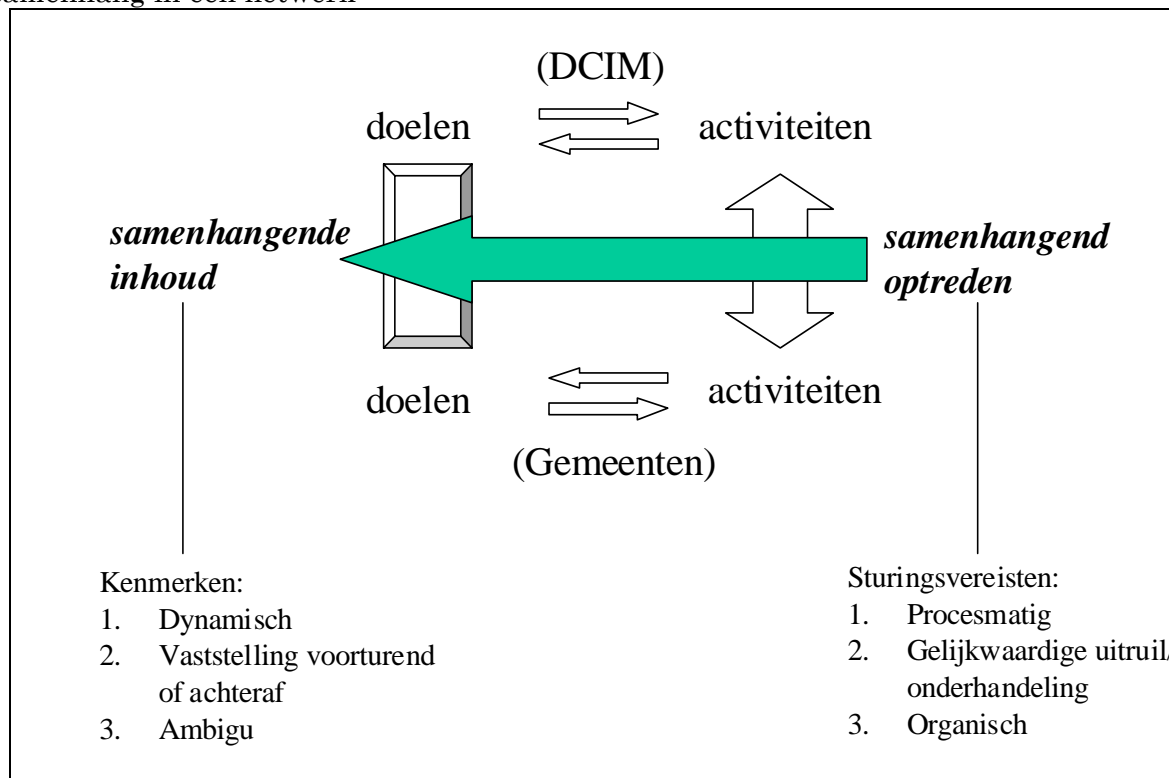 samenhang in een netwerk
(DCIM)
doelen
activiteiten
samenhangende
inhoud
samenhangend
optreden
doelen
activiteiten
(Gemeenten)
Kenmerken:
1. Dynamisch
2. Vaststelling voorturend
of achteraf
3. Ambigu
Sturingsvereisten:
1. Procesmatig
2. Gelijkwaardige uitruil/
onderhandeling
3. Organisch